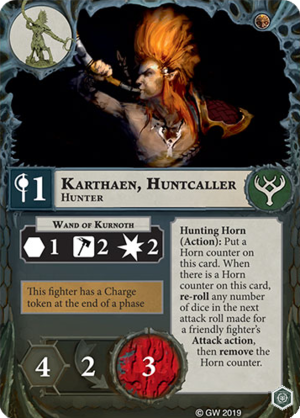 1
Karthaen, Huntcaller
Hunter
Wand of Kurnoth
1 2 2
This fighter has a Charge
token at the end of a phase
Hunting Horn
(Action): Put a
Horn counter on
this card. When
there is a Horn
counter on this card,
re-roll any number
of dice in the next
attack roll made for
a friendly fighter's
Attack action,
then remove the
Horn counter.
4 2 3
© GW 2019